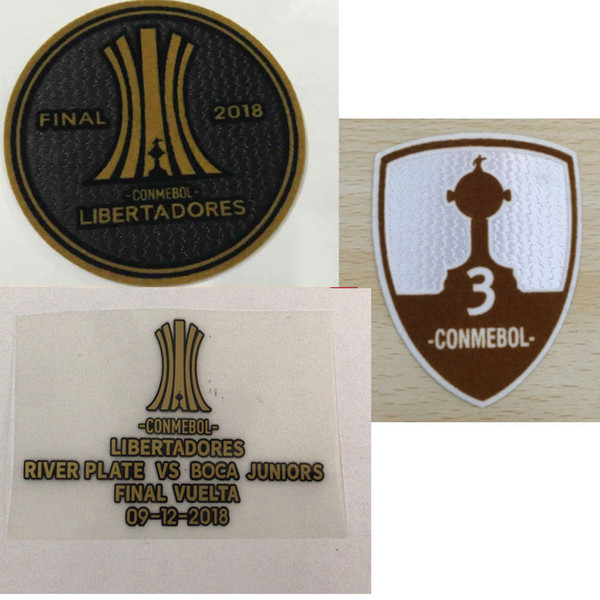 FINAL 2018
-CONMEBOL-
LIBERTADORES
3
-CONMEBOL-
-CONMEBOL-
LIBERTADORES
RIVER PLATE VS BOCA JUNIORS
FINAL VUELTA
09-12-2018